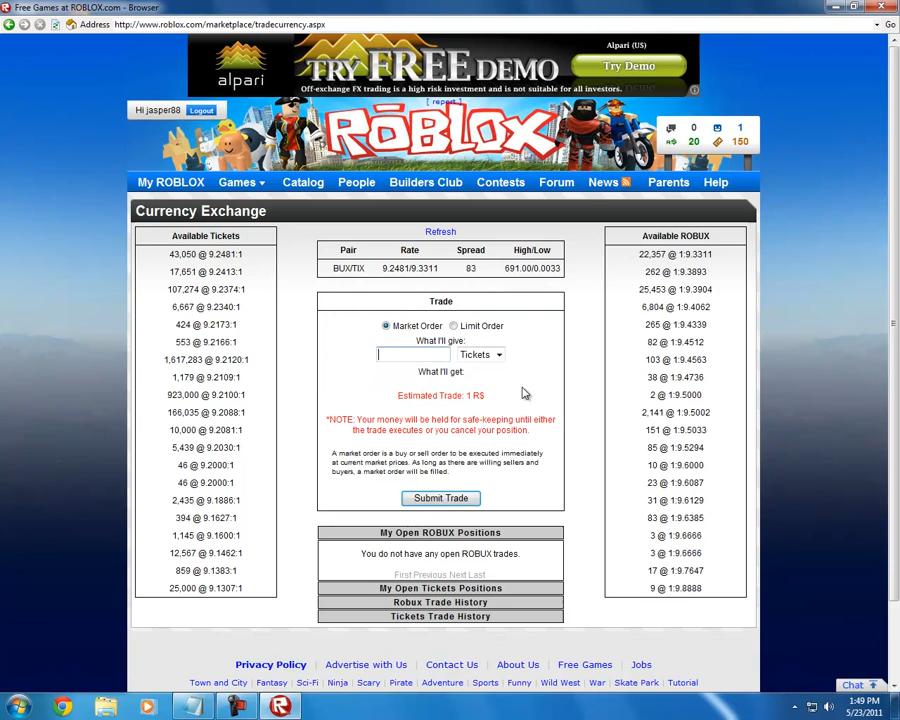 Free Games at ROBLOX.com - Browser
Address http://www.roblox.com/marketplace/tradecurrency.aspx Go
alpari
TRY FREE DEMO
Off-exchange FX trading is a high risk investment and is not suitable for all investors.
Alpari (US)
Try Demo
[ report ]
Hi jasper88 Logout
ROBLOX
0 1
R$ 20 150
My ROBLOX Games Catalog People Builders Club Contests Forum News Parents Help
Currency Exchange
Available Tickets
43,050 @ 9.2481:1
17,651 @ 9.2413:1
107,274 @ 9.2374:1
6,667 @ 9.2340:1
424 @ 9.2173:1
553 @ 9.2166:1
1,617,283 @ 9.2120:1
1,179 @ 9.2109:1
923,000 @ 9.2100:1
166,035 @ 9.2088:1
10,000 @ 9.2081:1
5,439 @ 9.2030:1
46 @ 9.2000:1
46 @ 9.2000:1
2,435 @ 9.1886:1
394 @ 9.1627:1
1,145 @ 9.1600:1
12,567 @ 9.1462:1
859 @ 9.1383:1
25,000 @ 9.1307:1
Refresh
Pair Rate Spread High/Low
BUX/TIX 9.2481/9.3311 83 691.00/0.0033
Trade
Market Order Limit Order
What I'll give:
Tickets
What I'll get:
Estimated Trade: 1 R$
*NOTE: Your money will be held for safe-keeping until either
the trade executes or you cancel your position.
A market order is a buy or sell order to be executed immediately
at current market prices. As long as there are willing sellers and
buyers, a market order will be filled.
Submit Trade
My Open ROBUX Positions
You do not have any open ROBUX trades.
First Previous Next Last
My Open Tickets Positions
Robux Trade History
Tickets Trade History
Available ROBUX
22,357 @ 1:9.3311
262 @ 1:9.3893
25,453 @ 1:9.3904
6,804 @ 1:9.4062
265 @ 1:9.4339
82 @ 1:9.4512
103 @ 1:9.4563
38 @ 1:9.4736
2 @ 1:9.5000
2,141 @ 1:9.5002
151 @ 1:9.5033
85 @ 1:9.5294
10 @ 1:9.6000
23 @ 1:9.6087
31 @ 1:9.6129
83 @ 1:9.6385
3 @ 1:9.6666
3 @ 1:9.6666
17 @ 1:9.7647
9 @ 1:9.8888
Privacy Policy Advertise with Us Contact Us About Us Free Games Jobs
Town and City Fantasy Sci-Fi Ninja Scary Pirate Adventure Sports Funny Wild West War Skate Park Tutorial
Chat
1:49 PM
5/23/2011